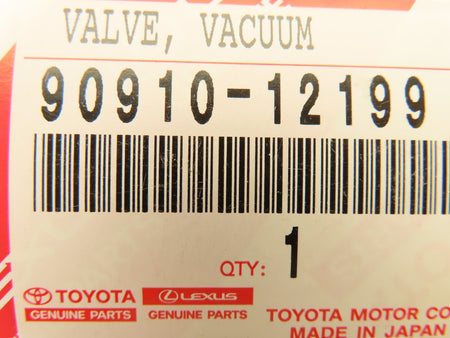 VALVE, VACUUM
90910-12199
QTY: 1
TOYOTA LEXUS
GENUINE PARTS GENUINE PARTS
TOYOTA MOTOR CO
MADE IN JAPAN